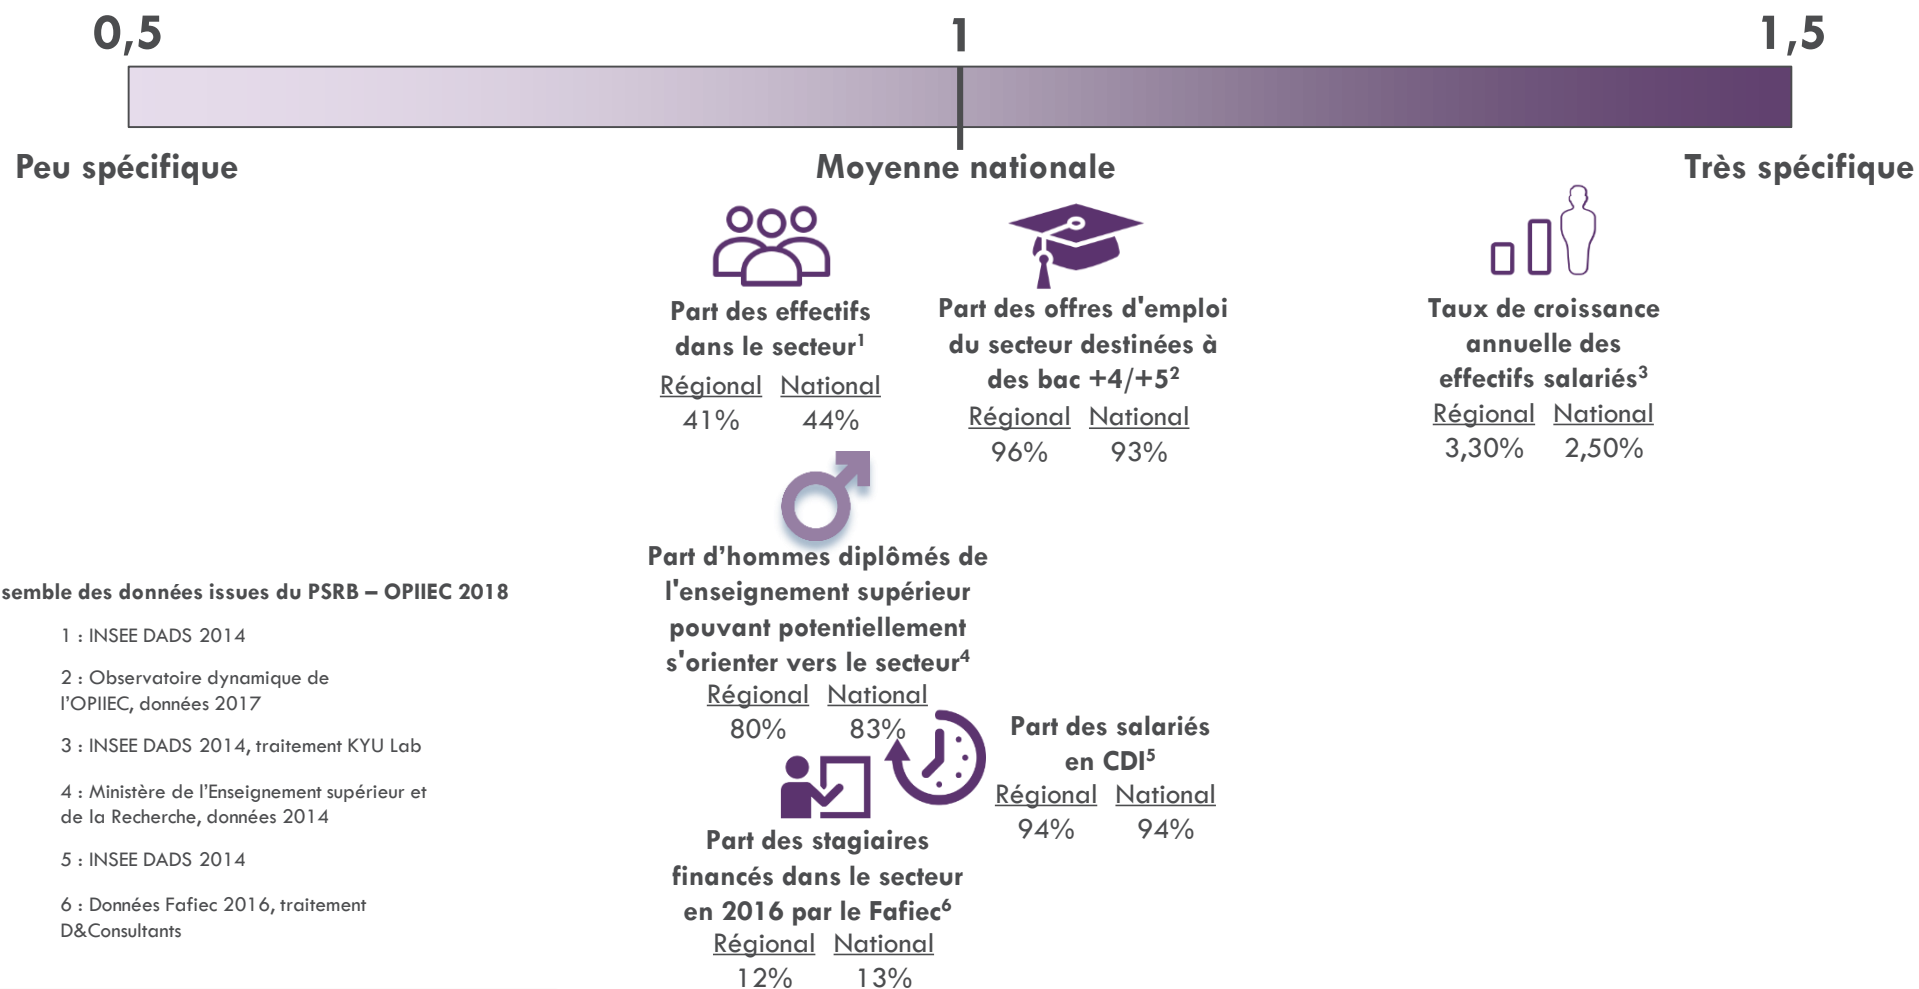 0,5
1
1,5
Peu spécifique
Moyenne nationale
Très spécifique
Part des effectifs
dans le secteur¹
Régional National
41% 44%
Part des offres d'emploi
du secteur destinées à
des bac +4/+5²
Régional National
96% 93%
Taux de croissance
annuelle des
effectifs salariés³
Régional National
3,30% 2,50%
Part d’hommes diplômés de
l'enseignement supérieur
pouvant potentiellement
s'orienter vers le secteur⁴
Régional National
80% 83%
Part des salariés
en CDI⁵
Régional National
94% 94%
Part des stagiaires
financés dans le secteur
en 2016 par le Fafiec⁶
Régional National
12% 13%
semble des données issues du PSRB – OPIIEC 2018
1 : INSEE DADS 2014
2 : Observatoire dynamique de
l’OPIIEC, données 2017
3 : INSEE DADS 2014, traitement KYU Lab
4 : Ministère de l’Enseignement supérieur et
de la Recherche, données 2014
5 : INSEE DADS 2014
6 : Données Fafiec 2016, traitement
D&Consultants